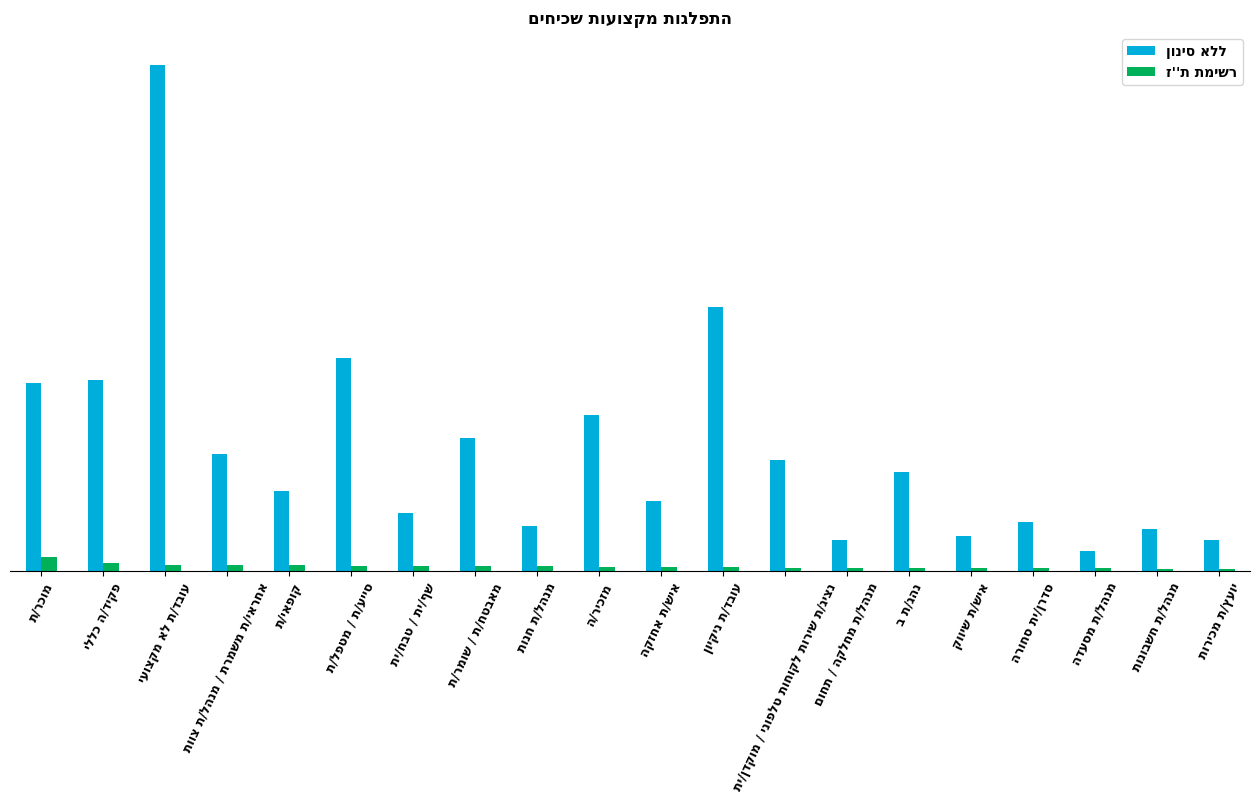 התפלגות מקצועות שכיחים
ללא סינון
רשימת ת''ז
מוכר/ת
פקיד/ה כללי
עובד/ת לא מקצועי
אחראי/ת משמרת / מנהל/ת צוות
קופאי/ת
סייע/ת / מטפל/ת
שף/ית / טבח/ית
מאבטח/ת / שומר/ת
מנהל/ת חנות
מזכיר/ה
איש/ת אחזקה
עובד/ת ניקיון
נציג/ת שירות לקוחות טלפוני / מוקדן/ית
מנהל/ת מחלקה / תחום
נהג/ת ב
איש/ת שיווק
סדרן/ית סחורה
מנהל/ת מסעדה
מנהל/ת חשבונות
יועץ/ת מכירות